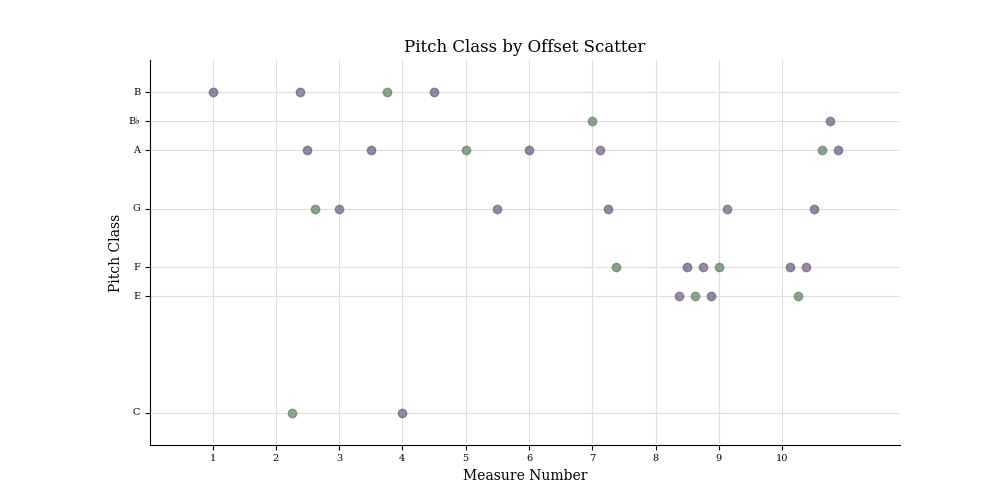 Pitch Class by Offset Scatter
Pitch Class
B
B♭
A
G
F
E
C
1 2 3 4 5 6 7 8 9 10
Measure Number